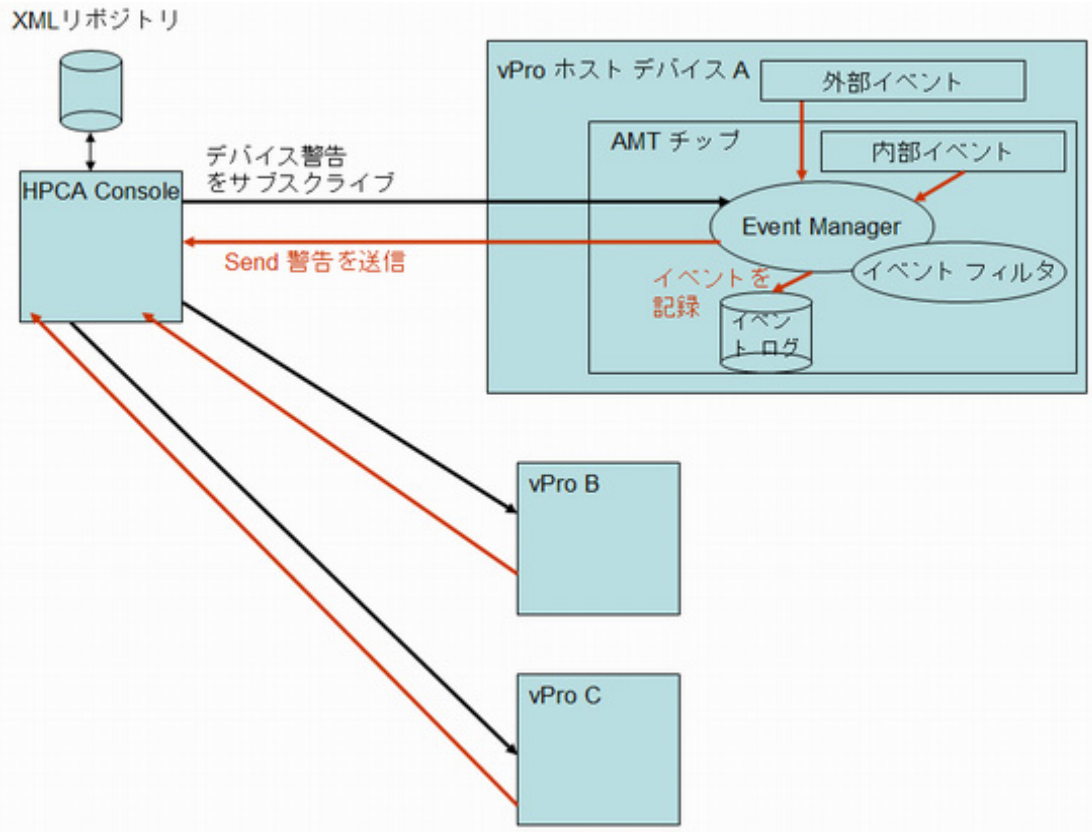 XMLリポジトリ
vPro ホスト デバイス A
外部イベント
AMT チップ
内部イベント
デバイス警告
をサブスクライブ
HPCA Console
Event Manager
Send 警告を送信
イベント フィルタ
イベントを
記録
イベン
ト ログ
vPro B
vPro C